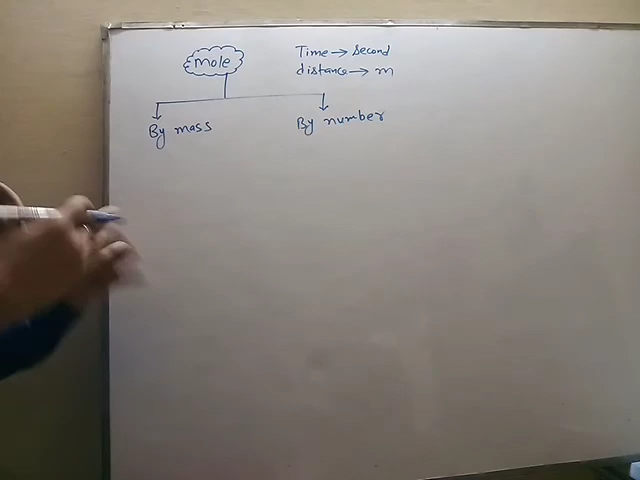 mole
Time → second
distance → m
By mass
By number